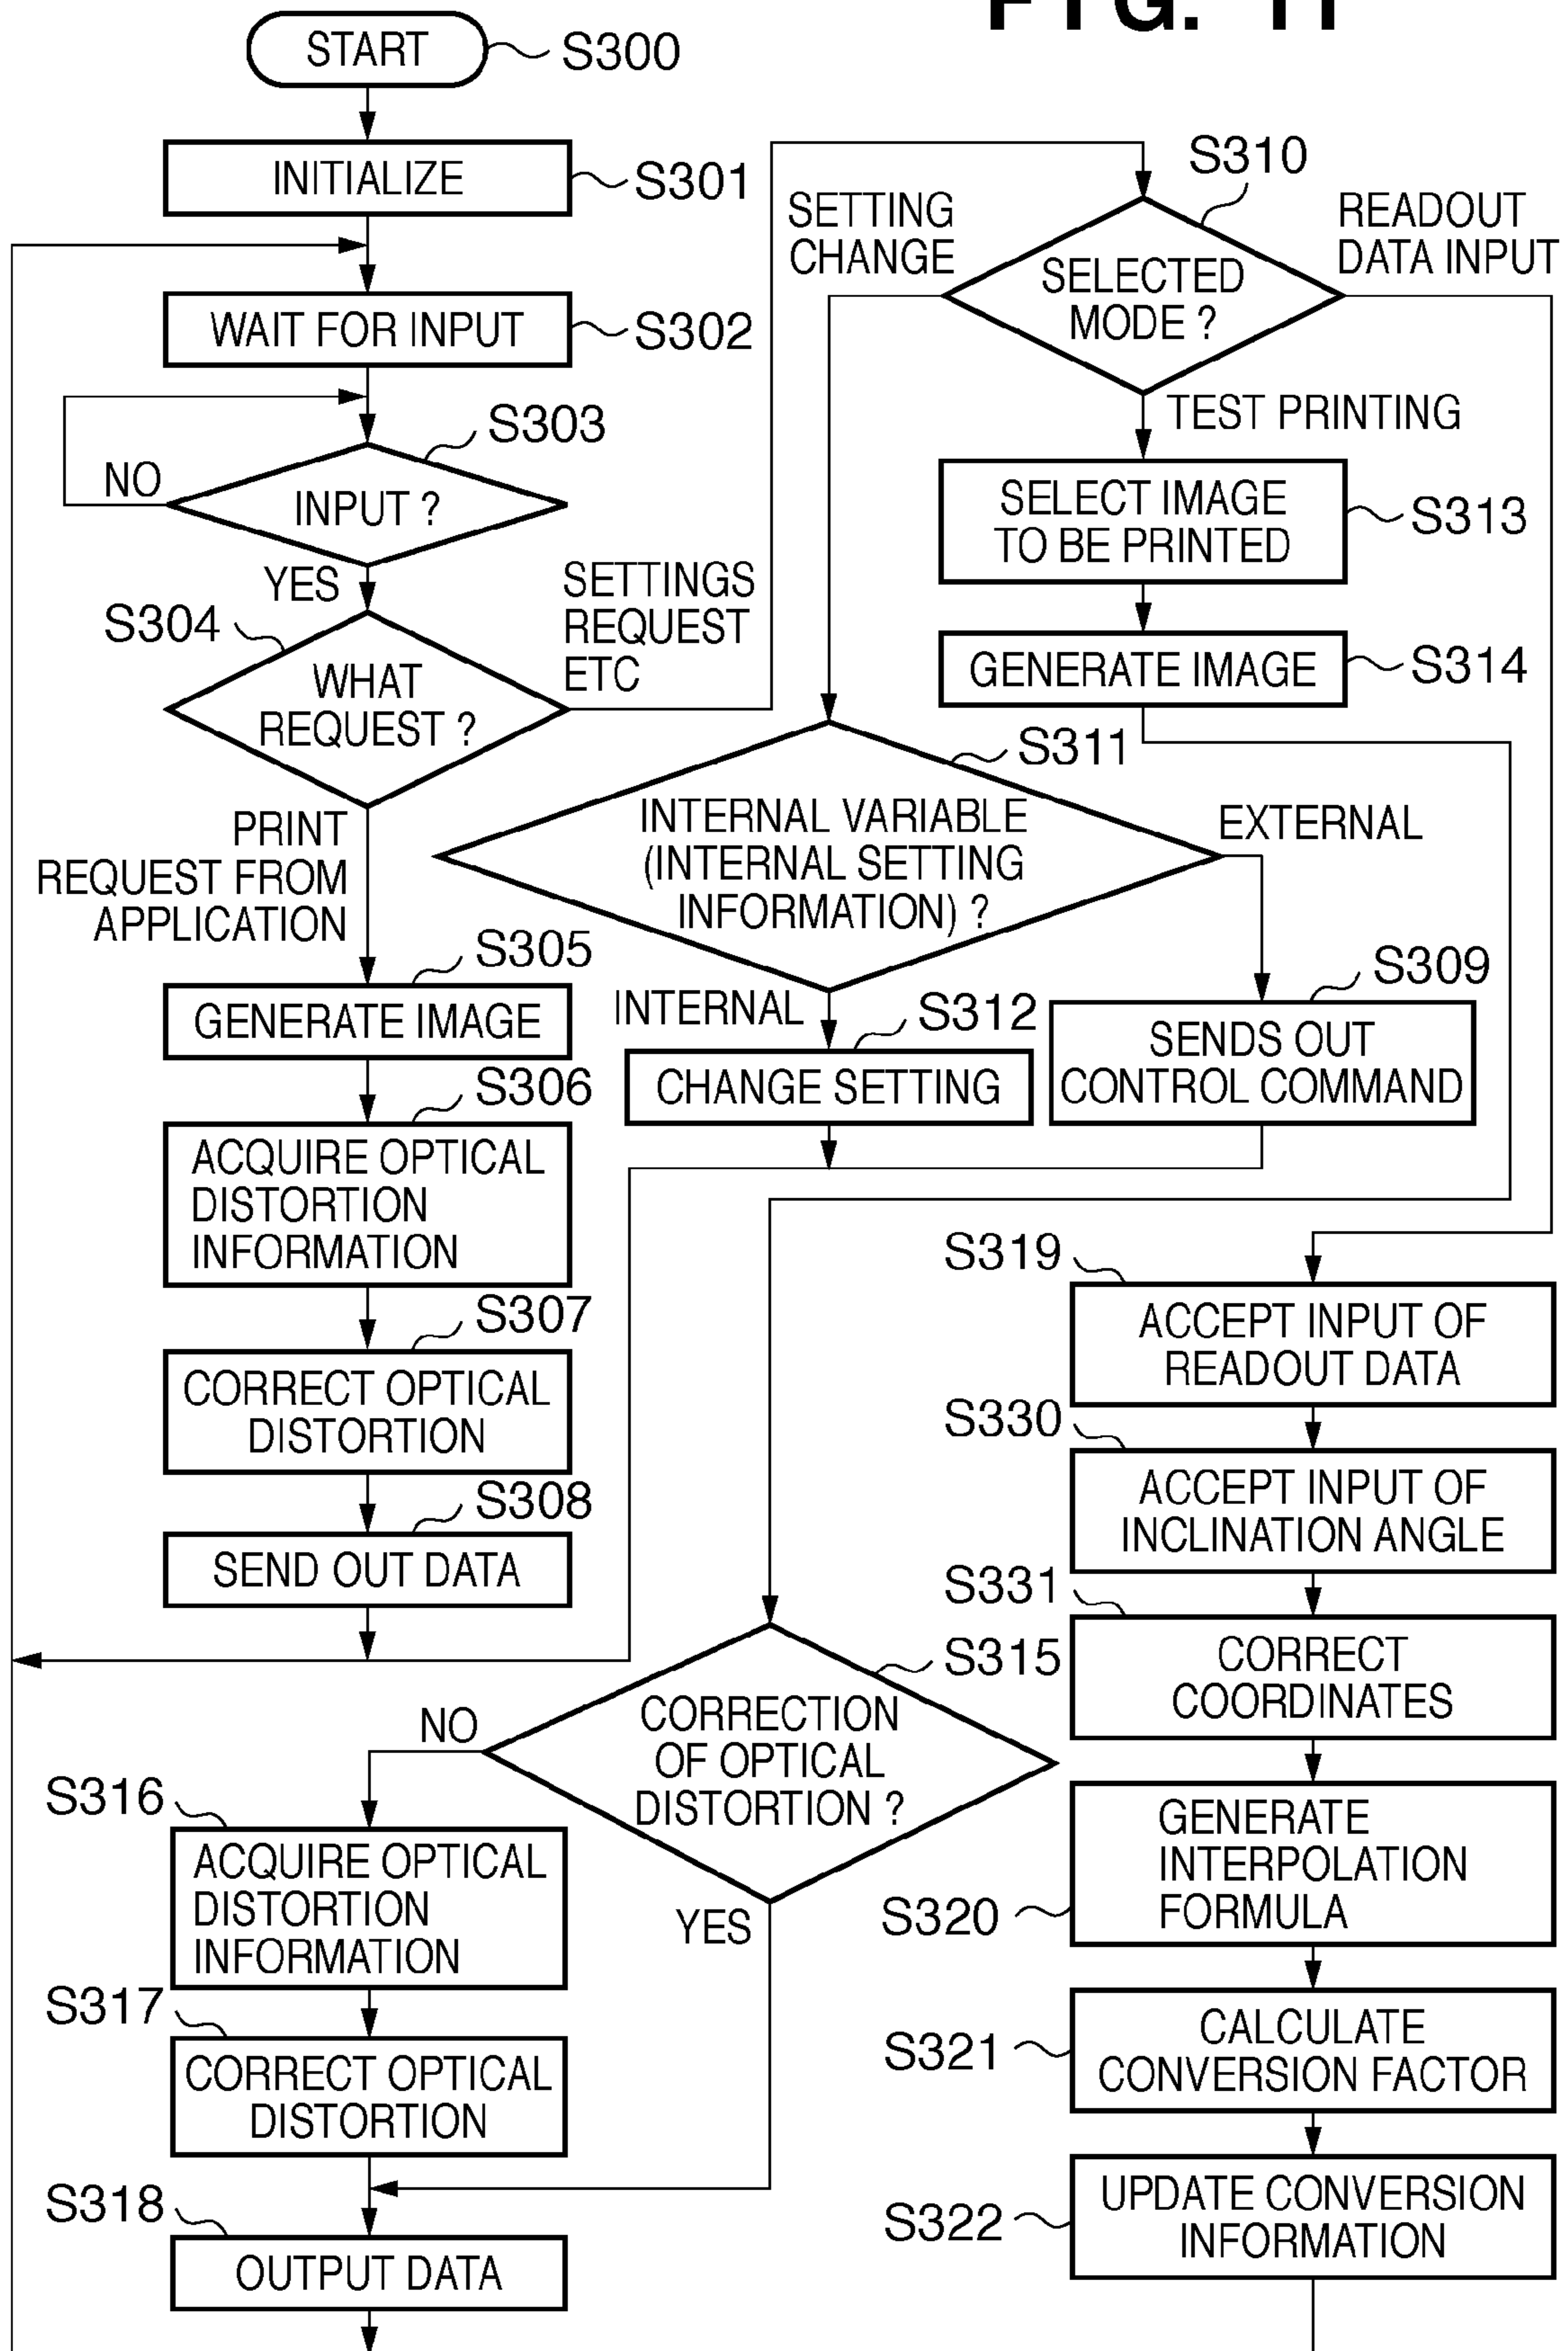 FIG. 11
START
S300
INITIALIZE
S301
WAIT FOR INPUT
S302
S303
NO
INPUT ?
YES
S304
WHAT
REQUEST ?
SETTINGS
REQUEST
ETC
PRINT
REQUEST FROM
APPLICATION
S305
GENERATE IMAGE
S306
ACQUIRE OPTICAL
DISTORTION
INFORMATION
S307
CORRECT OPTICAL
DISTORTION
S308
SEND OUT DATA
S310
SETTING
CHANGE
READOUT
DATA INPUT
SELECTED
MODE ?
TEST PRINTING
SELECT IMAGE
TO BE PRINTED
S313
GENERATE IMAGE
S314
S311
INTERNAL VARIABLE
(INTERNAL SETTING
INFORMATION) ?
EXTERNAL
INTERNAL
S312
CHANGE SETTING
S309
SENDS OUT
CONTROL COMMAND
S315
CORRECTION
OF OPTICAL
DISTORTION ?
NO
YES
S316
ACQUIRE OPTICAL
DISTORTION
INFORMATION
S317
CORRECT OPTICAL
DISTORTION
S318
OUTPUT DATA
S319
ACCEPT INPUT OF
READOUT DATA
S330
ACCEPT INPUT OF
INCLINATION ANGLE
S331
CORRECT
COORDINATES
GENERATE
INTERPOLATION
FORMULA
S320
CALCULATE
CONVERSION FACTOR
S321
UPDATE CONVERSION
INFORMATION
S322